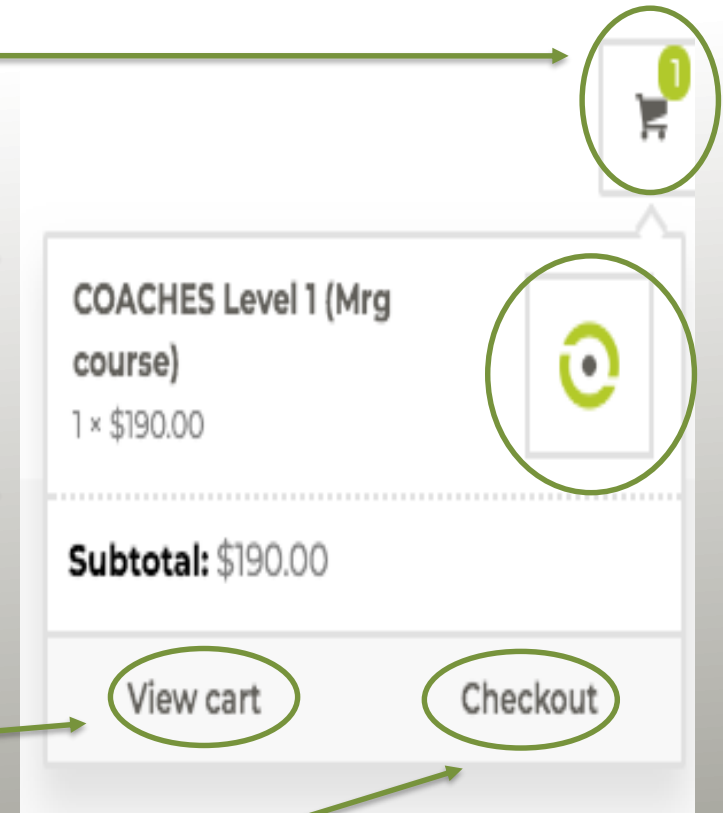 1
COACHES Level 1 (Mrg
course)
1 × $190.00
Subtotal: $190.00
View cart
Checkout